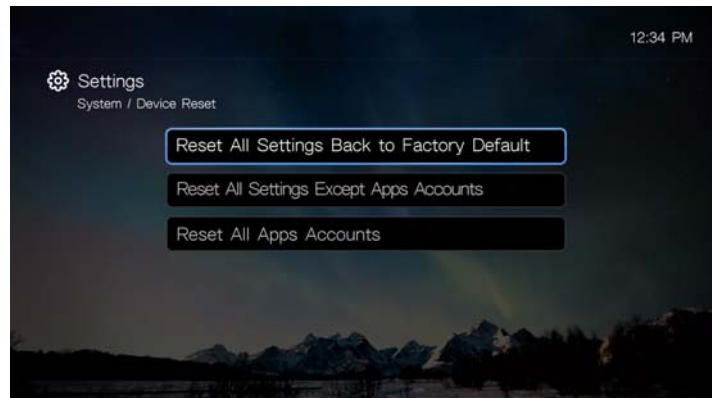 12:34 PM
Settings
System / Device Reset
Reset All Settings Back to Factory Default
Reset All Settings Except Apps Accounts
Reset All Apps Accounts